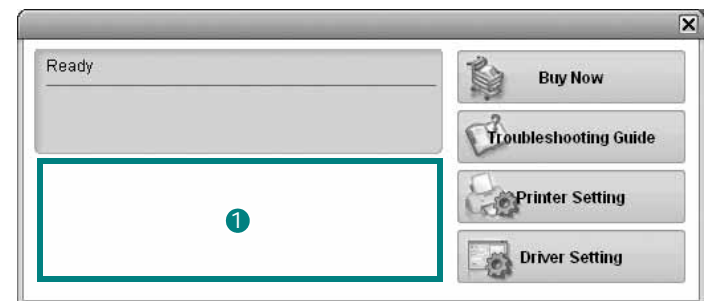 Ready
Buy Now
Troubleshooting Guide
1
Printer Setting
Driver Setting